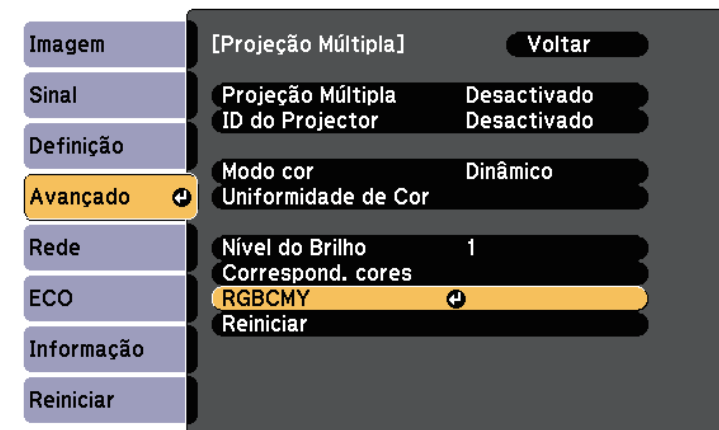 Imagem
Sinal
Definição
Avançado
Rede
ECO
Informação
Reiniciar
[Projeção Múltipla] Voltar
Projeção Múltipla Desactivado
ID do Projector Desactivado
Modo cor Dinâmico
Uniformidade de Cor
Nível do Brilho 1
Correspond. cores
RGBCMY
Reiniciar